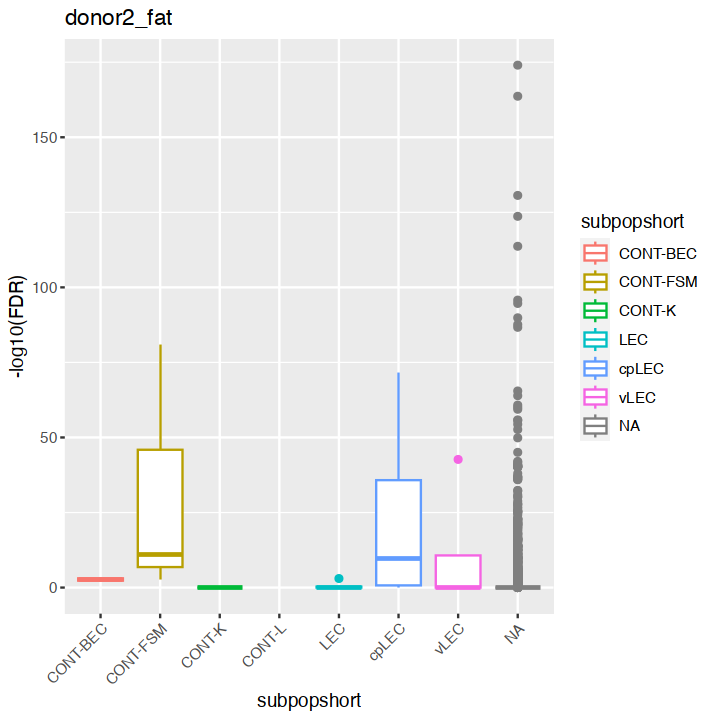 donor2_fat
-log10(FDR)
150
100
50
0
CONT-BEC
CONT-FSM
CONT-K
CONT-L
LEC
cpLEC
vLEC
NA
subpopshort
subpopshort
CONT-BEC
CONT-FSM
CONT-K
LEC
cpLEC
vLEC
NA